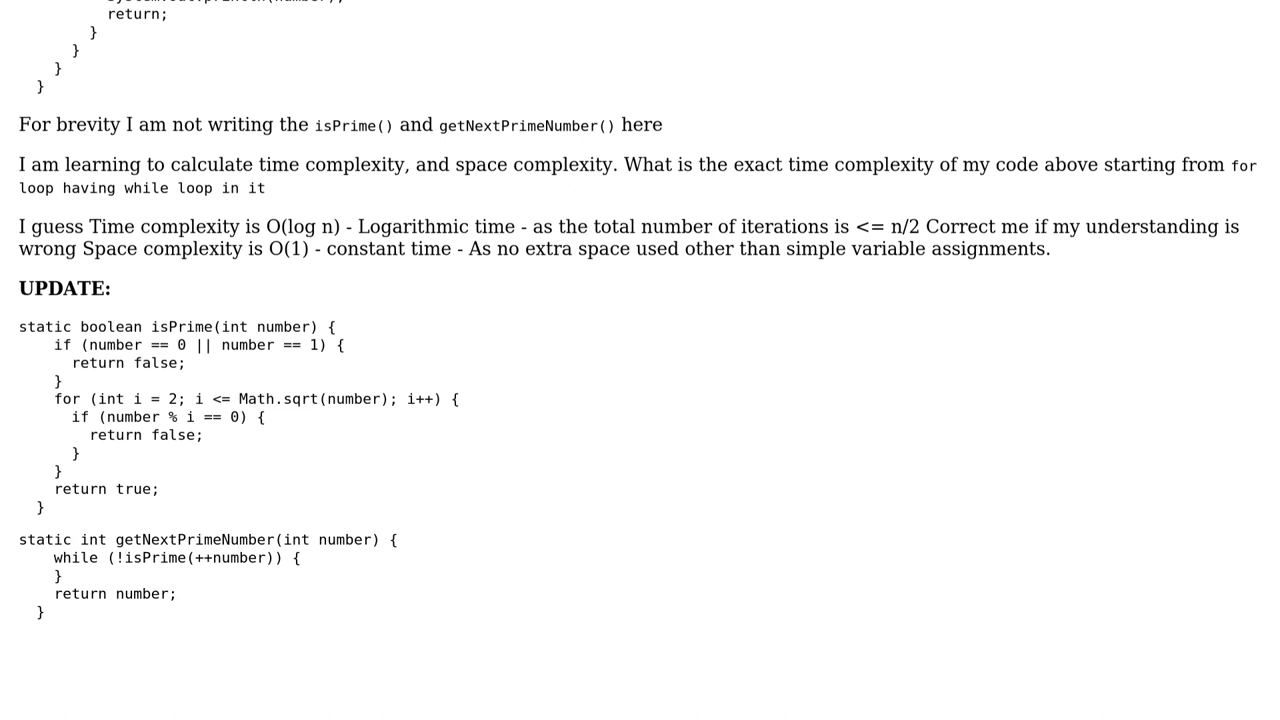 System.out.println(number);
return;
}
}
}
}
For brevity I am not writing the isPrime() and getNextPrimeNumber() here
I am learning to calculate time complexity, and space complexity. What is the exact time complexity of my code above starting from for
loop having while loop in it
I guess Time complexity is O(log n) - Logarithmic time - as the total number of iterations is <= n/2 Correct me if my understanding is
wrong Space complexity is O(1) - constant time - As no extra space used other than simple variable assignments.
UPDATE:
static boolean isPrime(int number) {
    if (number == 0 || number == 1) {
      return false;
    }
    for (int i = 2; i <= Math.sqrt(number); i++) {
      if (number % i == 0) {
        return false;
      }
    }
    return true;
  }
static int getNextPrimeNumber(int number) {
    while (!isPrime(++number)) {
    }
    return number;
  }